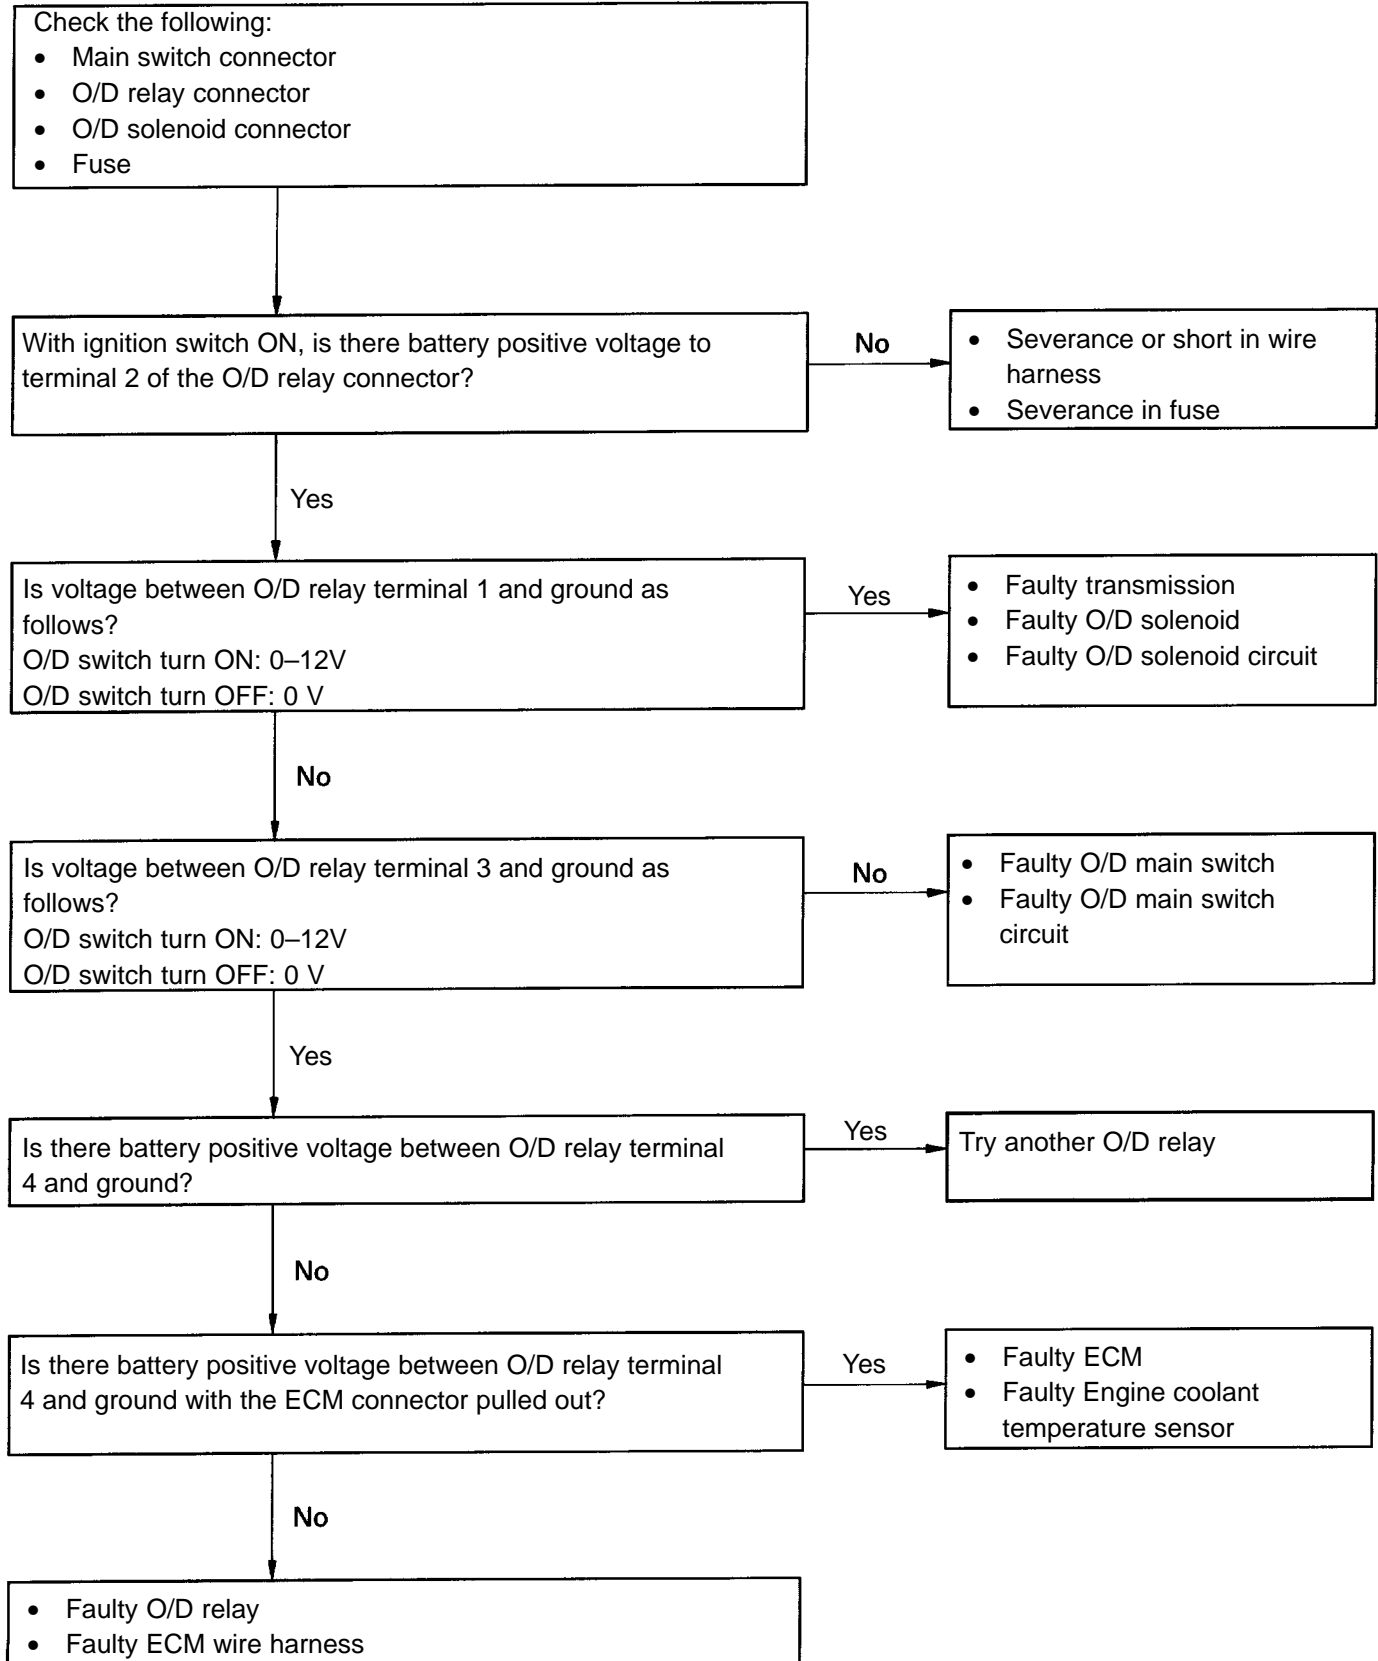 Check the following:
• Main switch connector
• O/D relay connector
• O/D solenoid connector
• Fuse
With ignition switch ON, is there battery positive voltage to
terminal 2 of the O/D relay connector?
No
• Severance or short in wire
harness
• Severance in fuse
Yes
Is voltage between O/D relay terminal 1 and ground as
follows?
O/D switch turn ON: 0–12V
O/D switch turn OFF: 0 V
Yes
• Faulty transmission
• Faulty O/D solenoid
• Faulty O/D solenoid circuit
No
Is voltage between O/D relay terminal 3 and ground as
follows?
O/D switch turn ON: 0–12V
O/D switch turn OFF: 0 V
No
• Faulty O/D main switch
• Faulty O/D main switch
circuit
Yes
Is there battery positive voltage between O/D relay terminal
4 and ground?
Yes
Try another O/D relay
No
Is there battery positive voltage between O/D relay terminal
4 and ground with the ECM connector pulled out?
Yes
• Faulty ECM
• Faulty Engine coolant
temperature sensor
No
• Faulty O/D relay
• Faulty ECM wire harness